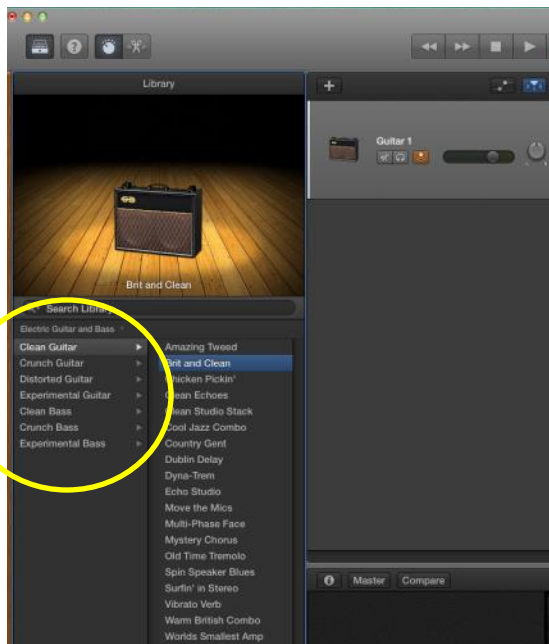 Library
Guitar 1
Brit and Clean
Search Library
Electric Guitar and Bass
Clean Guitar
Crunch Guitar
Distorted Guitar
Experimental Guitar
Clean Bass
Crunch Bass
Experimental Bass
Amazing Tweed
Brit and Clean
Chicken Pickin'
Clean Echoes
Clean Studio Stack
Cool Jazz Combo
Country Gent
Dublin Delay
Dyna-Trem
Echo Studio
Move the Mics
Multi-Phase Face
Mystery Chorus
Old Time Tremolo
Spin Speaker Blues
Surfin' in Stereo
Vibrato Verb
Warm British Combo
Worlds Smallest Amp
Master
Compare